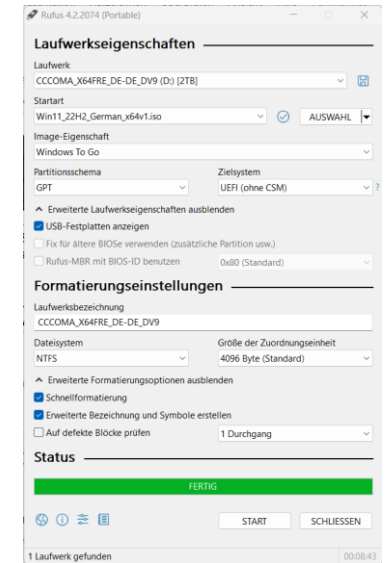 Rufus 4.2.2074 (Portable)
Laufwerkseigenschaften
Laufwerk
CCCOMA_X64FRE_DE-DE_DV9 (D:) [2TB]
Startart
Win11_22H2_German_x64v1.iso
AUSWAHL
Image-Eigenschaft
Windows To Go
Partitionsschema Zielsystem
GPT UEFI (ohne CSM) ?
Erweiterte Laufwerkseigenschaften ausblenden
USB-Festplatten anzeigen
Fix für ältere BIOSe verwenden (zusätzliche Partition usw.)
Rufus-MBR mit BIOS-ID benutzen 0x80 (Standard)
Formatierungseinstellungen
Laufwerksbezeichnung
CCCOMA_X64FRE_DE-DE_DV9
Dateisystem Größe der Zuordnungseinheit
NTFS 4096 Byte (Standard)
Erweiterte Formatierungsoptionen ausblenden
Schnellformatierung
Erweiterte Bezeichnung und Symbole erstellen
Auf defekte Blöcke prüfen 1 Durchgang
Status
FERTIG
START SCHLIESSEN
1 Laufwerk gefunden 00:08:43